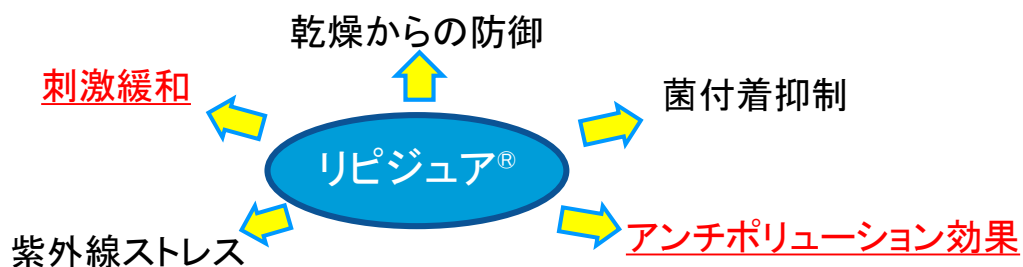 乾燥からの防御
刺激緩和
菌付着抑制
リピジュア®
アンチポリューション効果
紫外線ストレス